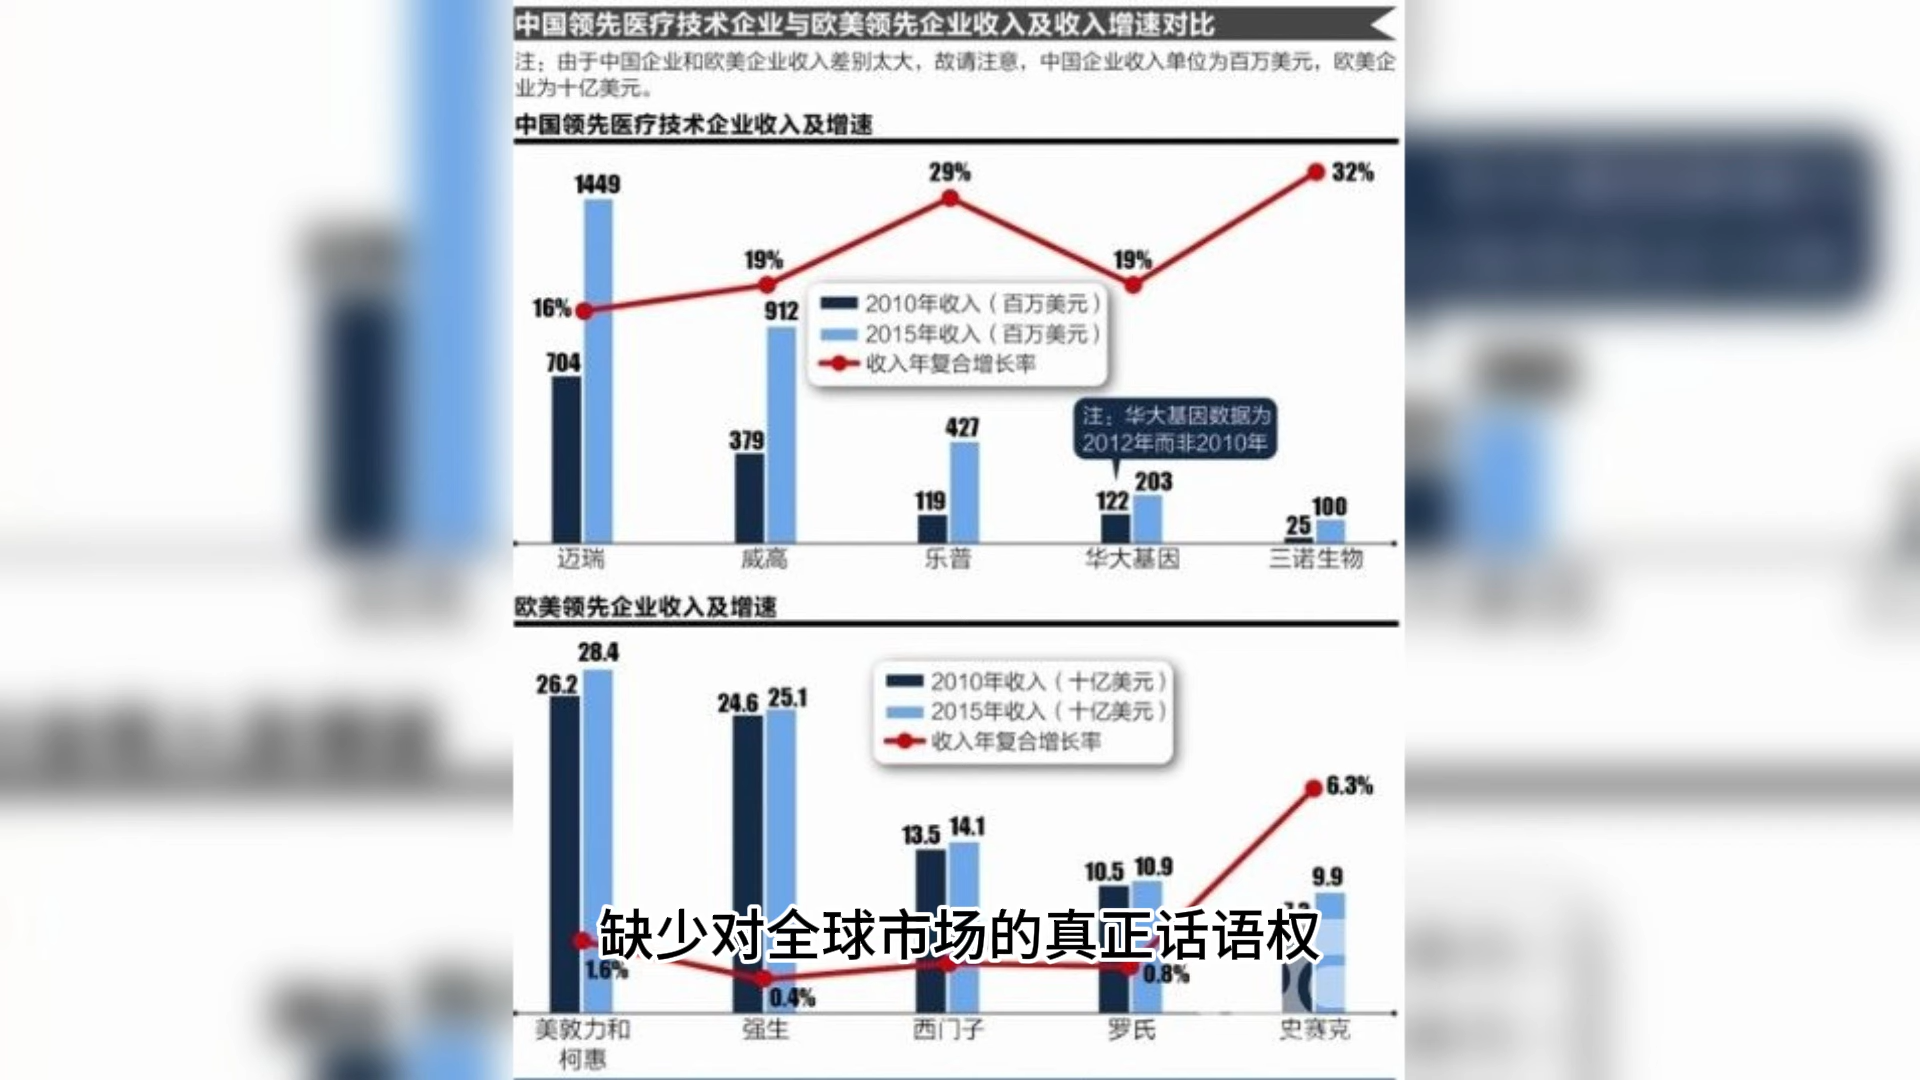 中国领先医疗技术企业与欧美领先企业收入及收入增速对比
注：由于中国企业和欧美企业收入差别太大，故请注意，中国企业收入单位为百万美元，欧美企
业为十亿美元。
中国领先医疗技术企业收入及增速
1449
29%
32%
19%
19%
16%
912
704
2010年收入（百万美元）
2015年收入（百万美元）
收入年复合增长率
379
427
注：华大基因数据为
2012年而非2010年
119
122
203
25
100
迈瑞
威高
乐普
华大基因
三诺生物
欧美领先企业收入及增速
26.2
28.4
24.6
25.1
2010年收入（十亿美元）
2015年收入（十亿美元）
收入年复合增长率
13.5
14.1
10.5
10.9
6.3%
9.9
缺少对全球市场的真正话语权
1.6%
0.4%
0.8%
美敦力和
柯惠
强生
西门子
罗氏
史赛克